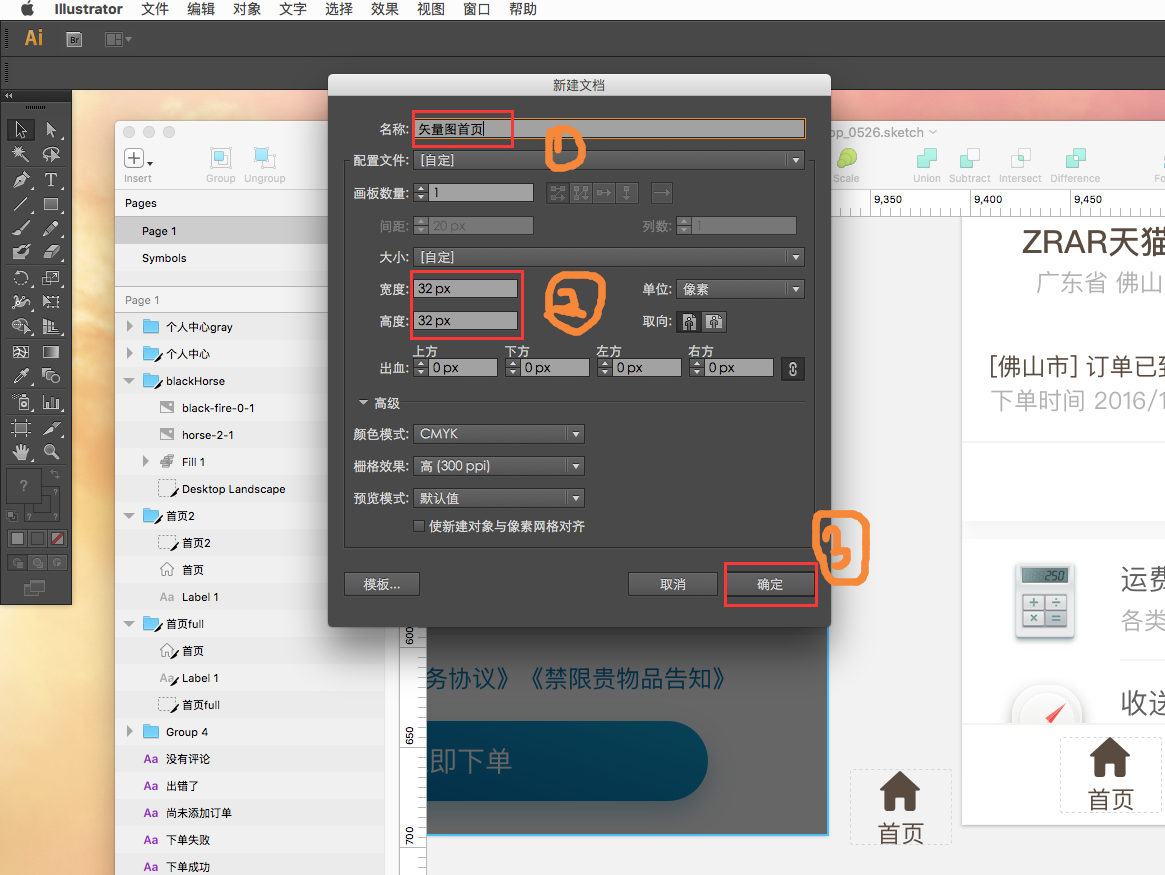 Illustrator 文件 编辑 对象 文字 选择 效果 视图 窗口 帮助
Ai Br
新建文档
名称: 矢量图首页
1
配置文件: [自定]
画板数量: 1
间距: 20 px 列数: 1
大小: [自定]
宽度: 32 px 单位: 像素
2
高度: 32 px 取向:
上方 下方 左方 右方
出血: 0 px 0 px 0 px 0 px
高级
颜色模式: CMYK
栅格效果: 高 (300 ppi)
预览模式: 默认值
使新建对象与像素网格对齐
模板... 取消 确定
Insert Group Ungroup
Pages
Page 1
Symbols
Page 1
个人中心gray
个人中心
blackHorse
black-fire-0-1
horse-2-1
Fill 1
Desktop Landscape
首页2
首页2
首页
Aa Label 1
首页full
首页
Aa Label 1
首页full
Group 4
Aa 没有评论
Aa 出错了
Aa 尚未添加订单
Aa 下单失败
Aa 下单成功
op_0526.sketch
Scale Union Subtract Intersect Difference
9,350 9,400 9,450
600
650
700
ZRAR天猫
广东省 佛山
[佛山市] 订单已到
下单时间 2016/1
250
运费
各类
收送
首页
首页
务协议》《禁限贵物品告知》
即下单